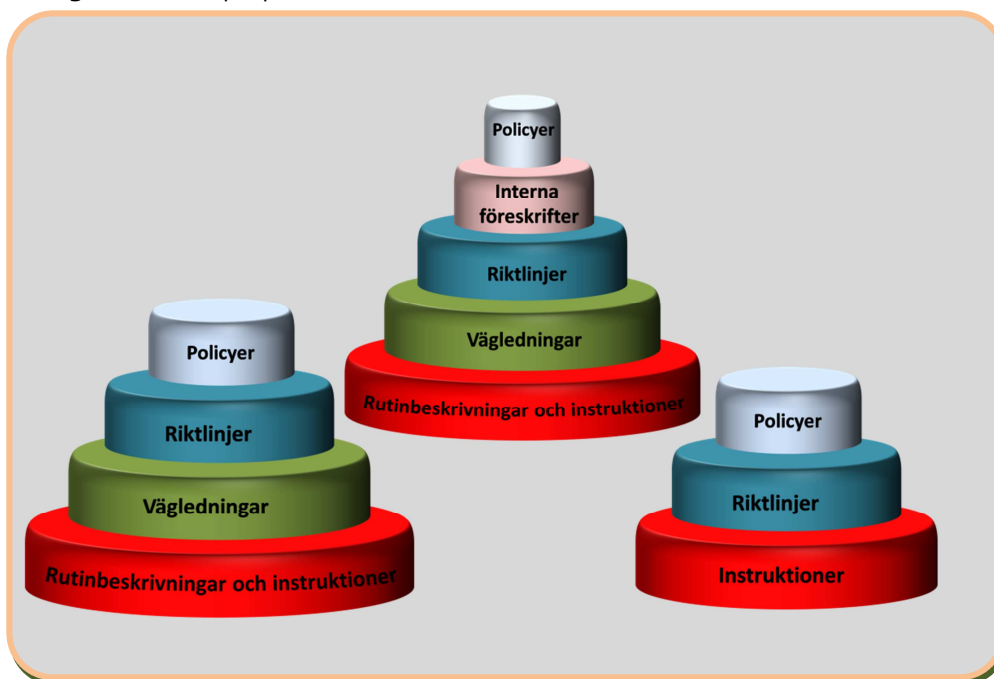 Policyer
Interna
föreskrifter
Riktlinjer
Vägledningar
Rutinbeskrivningar och instruktioner
Policyer
Riktlinjer
Vägledningar
Rutinbeskrivningar och instruktioner
Policyer
Riktlinjer
Instruktioner